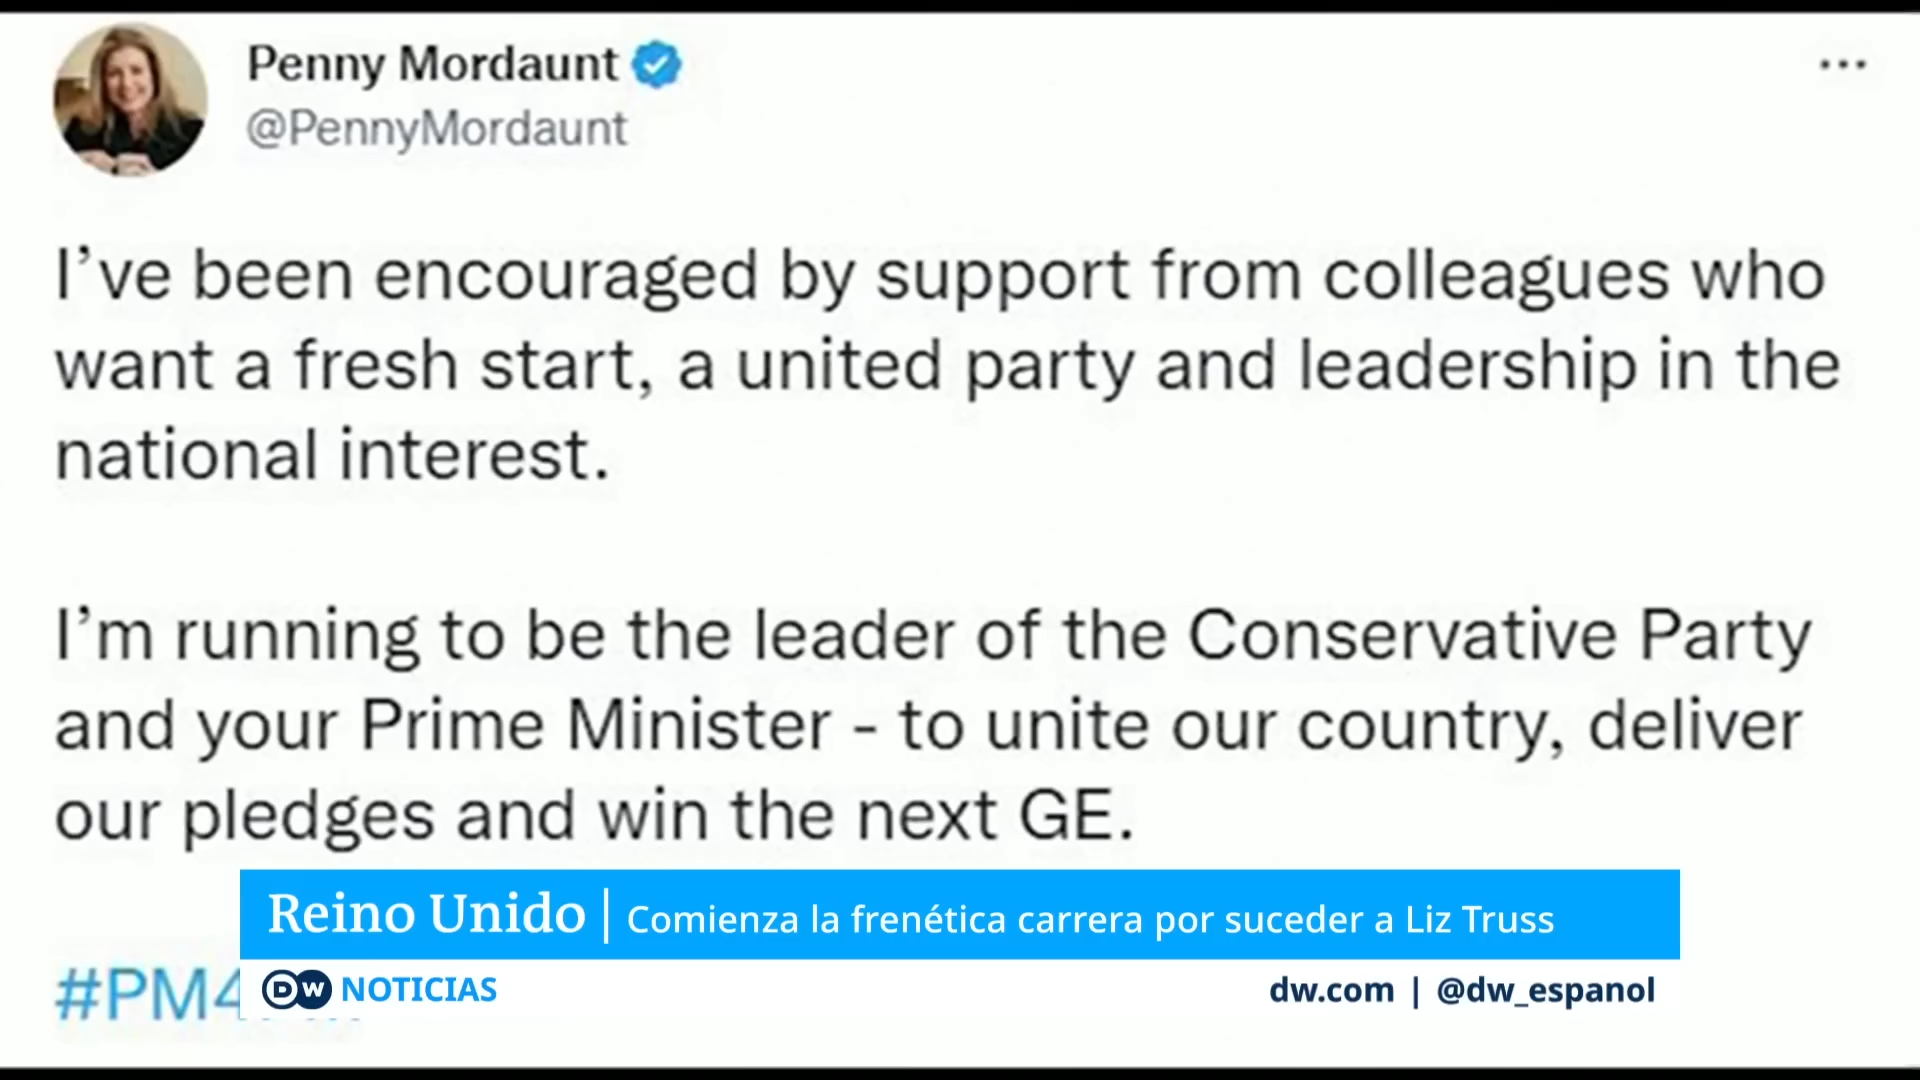 Penny Mordaunt
@PennyMordaunt
I've been encouraged by support from colleagues who
want a fresh start, a united party and leadership in the
national interest.
I'm running to be the leader of the Conservative Party
and your Prime Minister - to unite our country, deliver
our pledges and win the next GE.
Reino Unido | Comienza la frenética carrera por suceder a Liz Truss
#PM4
DW NOTICIAS
dw.com | @dw_espanol